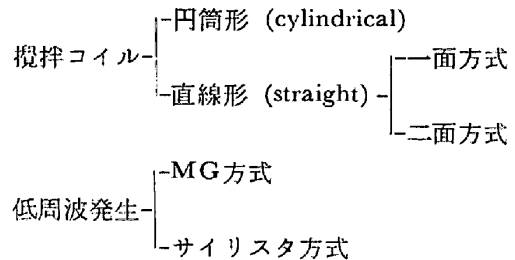 円筒形 (cylindrical)
攪拌コイル
一面方式
直線形 (straight)
二面方式
MG方式
低周波発生
サイリスタ方式